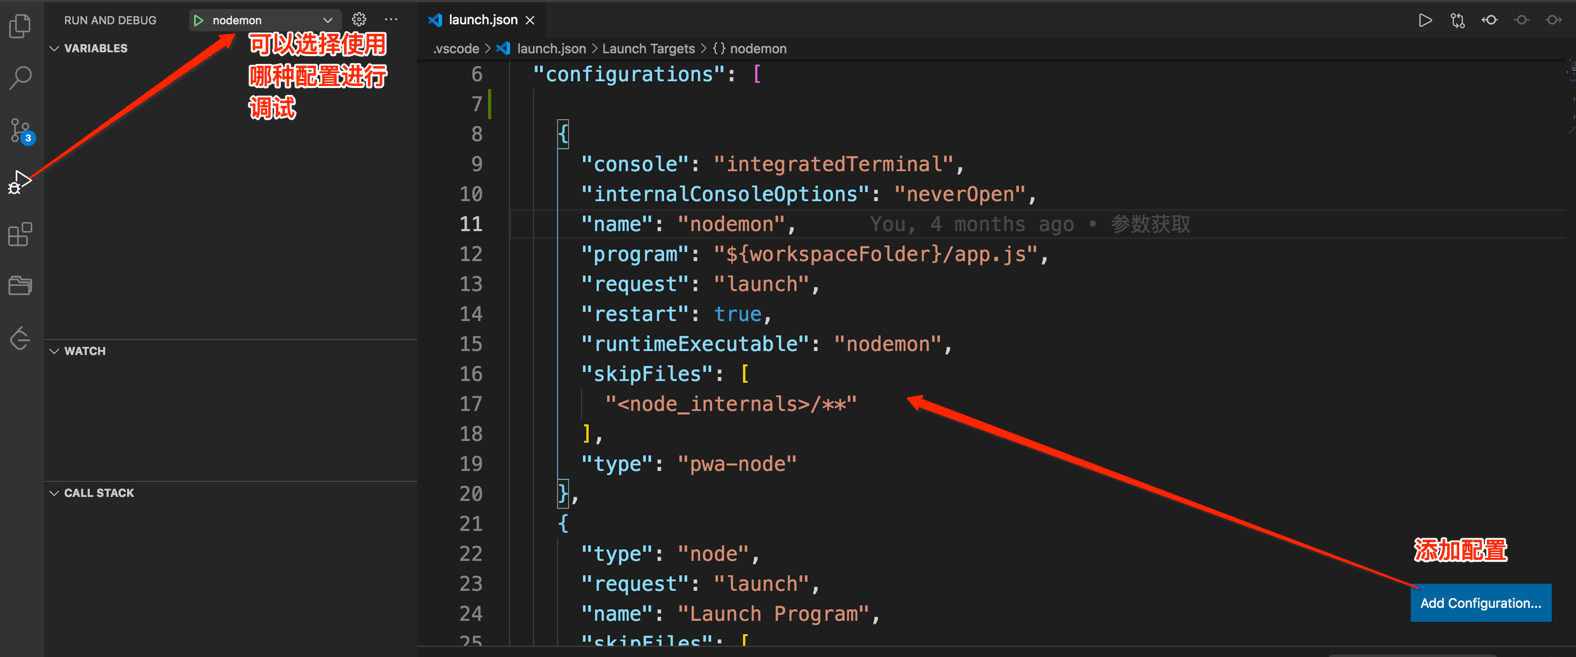 RUN AND DEBUG
nodemon
可以选择使用
哪种配置进行
调试
VARIABLES
WATCH
CALL STACK
3
launch.json
.vscode > launch.json > Launch Targets > {} nodemon
6 "configurations": [
7
8 {
9 "console": "integratedTerminal",
10 "internalConsoleOptions": "neverOpen",
11 "name": "nodemon", You, 4 months ago • 参数获取
12 "program": "${workspaceFolder}/app.js",
13 "request": "launch",
14 "restart": true,
15 "runtimeExecutable": "nodemon",
16 "skipFiles": [
17 "<node_internals>/**"
18 ],
19 "type": "pwa-node"
20 },
21 {
22 "type": "node",
23 "request": "launch",
24 "name": "Launch Program",
25 "skipFiles": [
添加配置
Add Configuration...